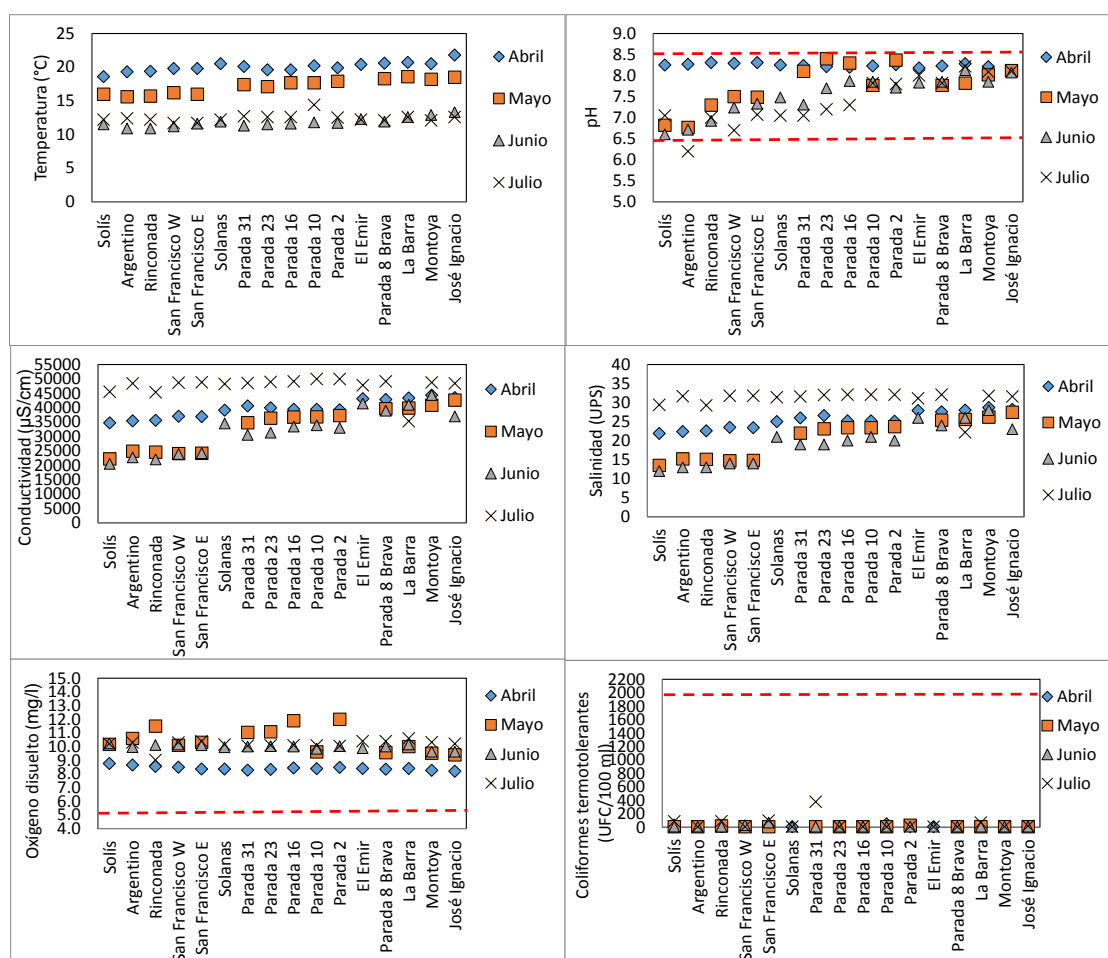 Temperatura (°C)
25
20
15
10
5
0
Solís
Argentino
Rinconada
San Francisco W
San Francisco E
Solanas
Parada 31
Parada 23
Parada 16
Parada 10
Parada 2
El Emir
Parada 8 Brava
La Barra
Montoya
José Ignacio
Abril
Mayo
Junio
Julio
pH
9.0
8.5
8.0
7.5
7.0
6.5
6.0
5.5
5.0
Solís
Argentino
Rinconada
San Francisco W
San Francisco E
Solanas
Parada 31
Parada 23
Parada 16
Parada 10
Parada 2
El Emir
Parada 8 Brava
La Barra
Montoya
José Ignacio
Abril
Mayo
Junio
Julio
Conductividad (µS/cm)
55000
50000
45000
40000
35000
30000
25000
20000
15000
10000
5000
0
Solís
Argentino
Rinconada
San Francisco W
San Francisco E
Solanas
Parada 31
Parada 23
Parada 16
Parada 10
Parada 2
El Emir
Parada 8 Brava
La Barra
Montoya
José Ignacio
Abril
Mayo
Junio
Julio
Salinidad (UPS)
40
35
30
25
20
15
10
5
0
Solís
Argentino
Rinconada
San Francisco W
San Francisco E
Solanas
Parada 31
Parada 23
Parada 16
Parada 10
Parada 2
El Emir
Parada 8 Brava
La Barra
Montoya
José Ignacio
Abril
Mayo
Junio
Julio
Oxígeno disuelto (mg/l)
15.0
14.0
13.0
12.0
11.0
10.0
9.0
8.0
7.0
6.0
5.0
4.0
Solís
Argentino
Rinconada
San Francisco W
San Francisco E
Solanas
Parada 31
Parada 23
Parada 16
Parada 10
Parada 2
El Emir
Parada 8 Brava
La Barra
Montoya
José Ignacio
Abril
Mayo
Junio
Julio
Coliformes termotolerantes
(UFC/100 ml)
2200
2000
1800
1600
1400
1200
1000
800
600
400
200
0
Solís
Argentino
Rinconada
San Francisco W
San Francisco E
Solanas
Parada 31
Parada 23
Parada 16
Parada 10
Parada 2
El Emir
Parada 8 Brava
La Barra
Montoya
José Ignacio
Abril
Mayo
Junio
Julio